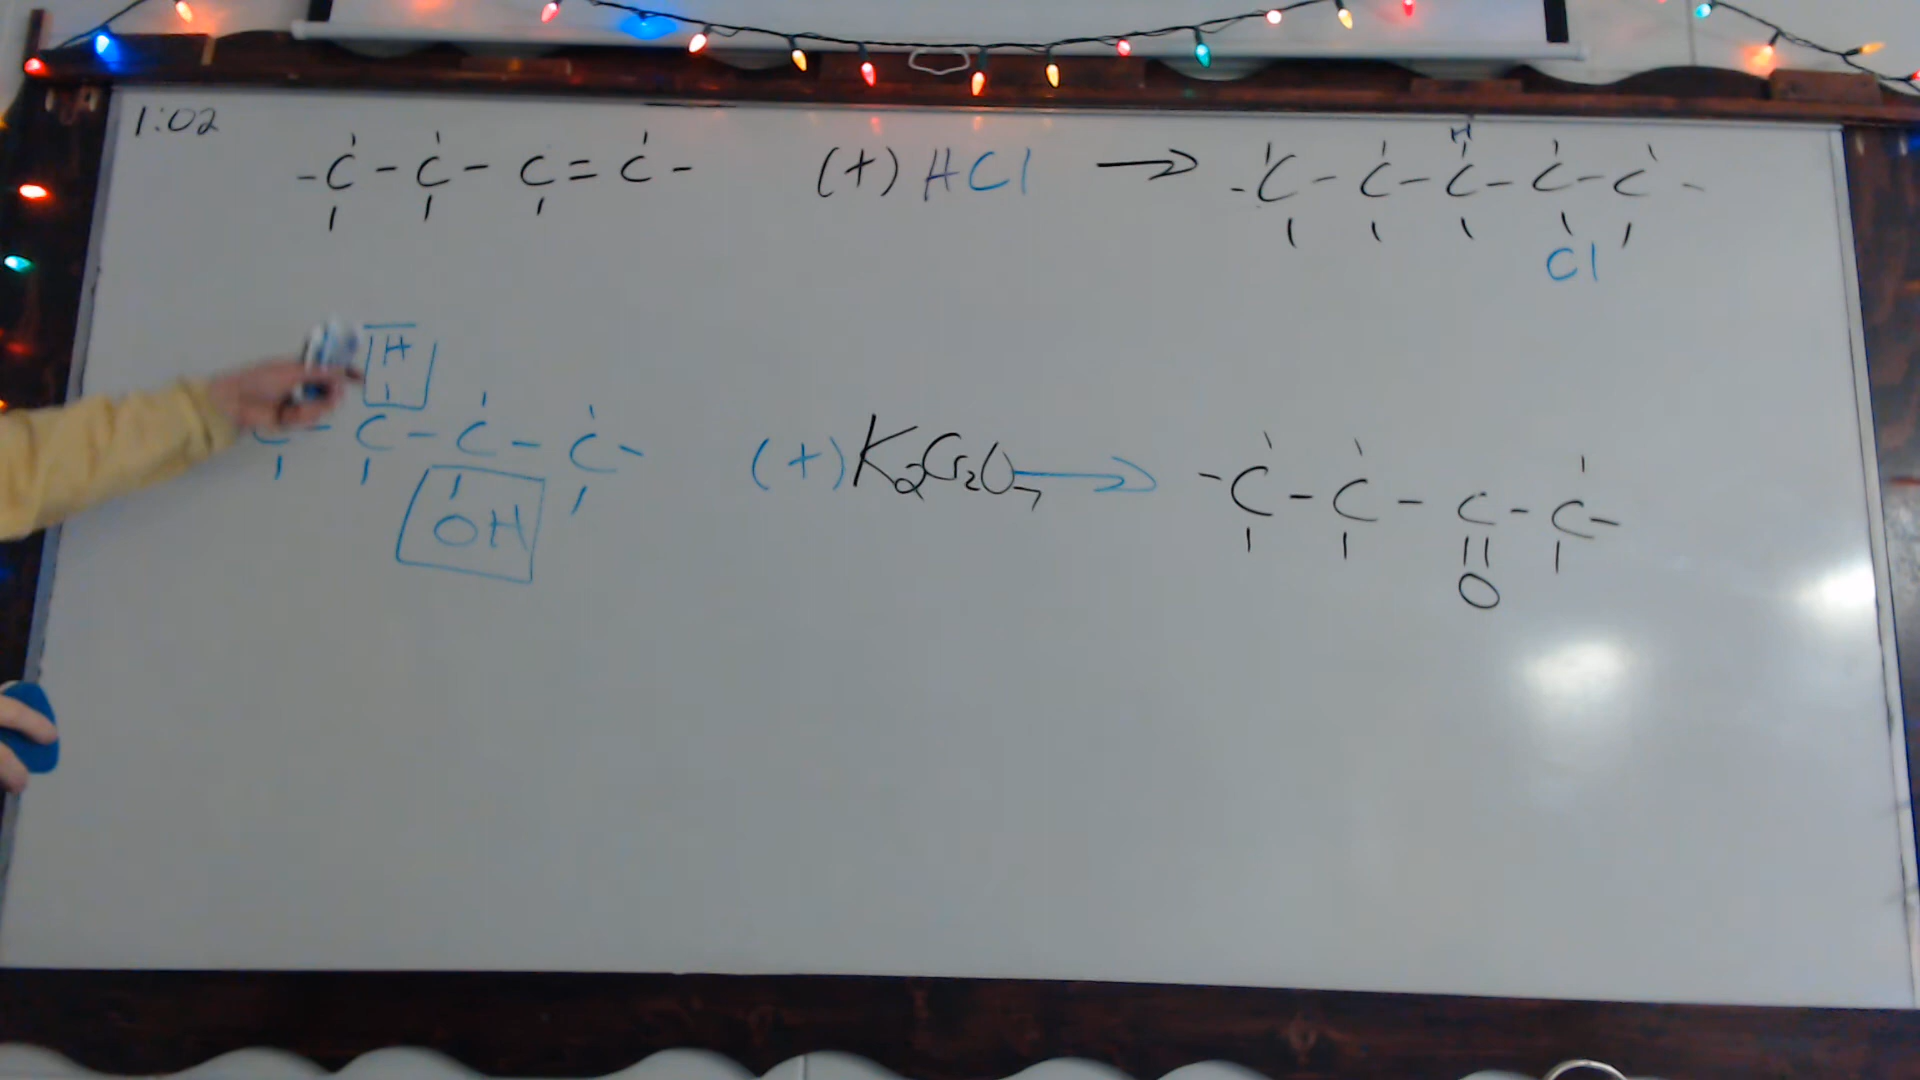 1:02
-C-C-C=C- (+) HCl → -C-C-C-C-C-
H
Cl
H
C-C-C-C- (+) K₂Cr₂O₇ → -C-C-C-C-
OH
O